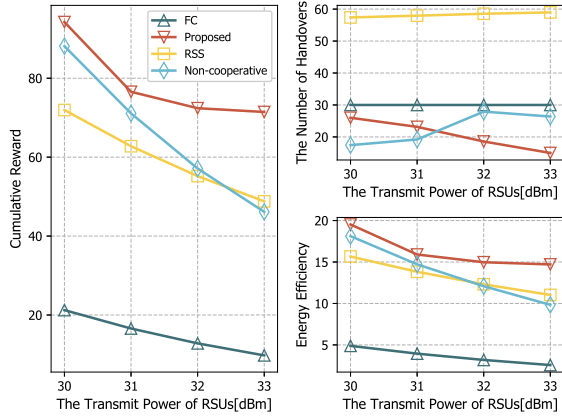 Cumulative Reward
80
60
40
20
30 31 32 33
The Transmit Power of RSUs[dBm]
FC
Proposed
RSS
Non-cooperative
The Number of Handovers
60
50
40
30
20
30 31 32 33
The Transmit Power of RSUs[dBm]
Energy Efficiency
20
15
10
5
30 31 32 33
The Transmit Power of RSUs[dBm]